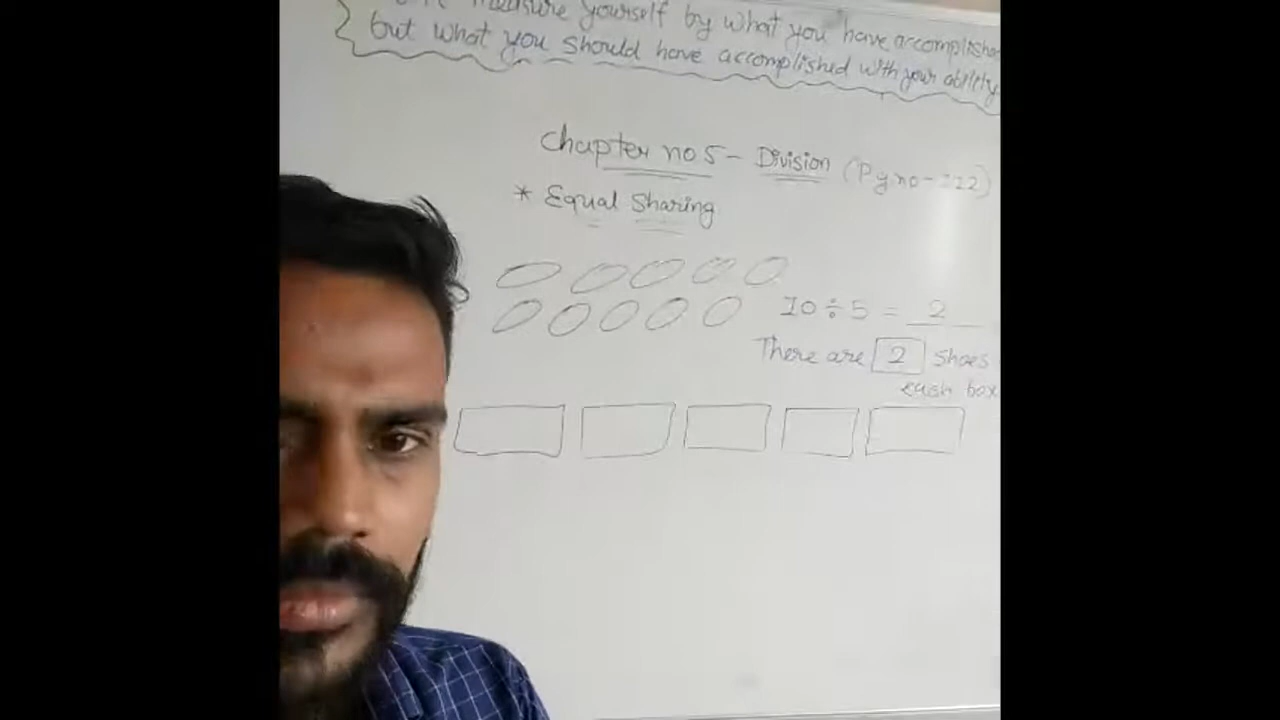 measure yourself by what you have accomplished
but what you should have accomplished with your ability
Chapter no 5 - Division (Pg.no - 122)
* Equal Sharing
10 ÷ 5 = 2
There are 2 shoes
each box